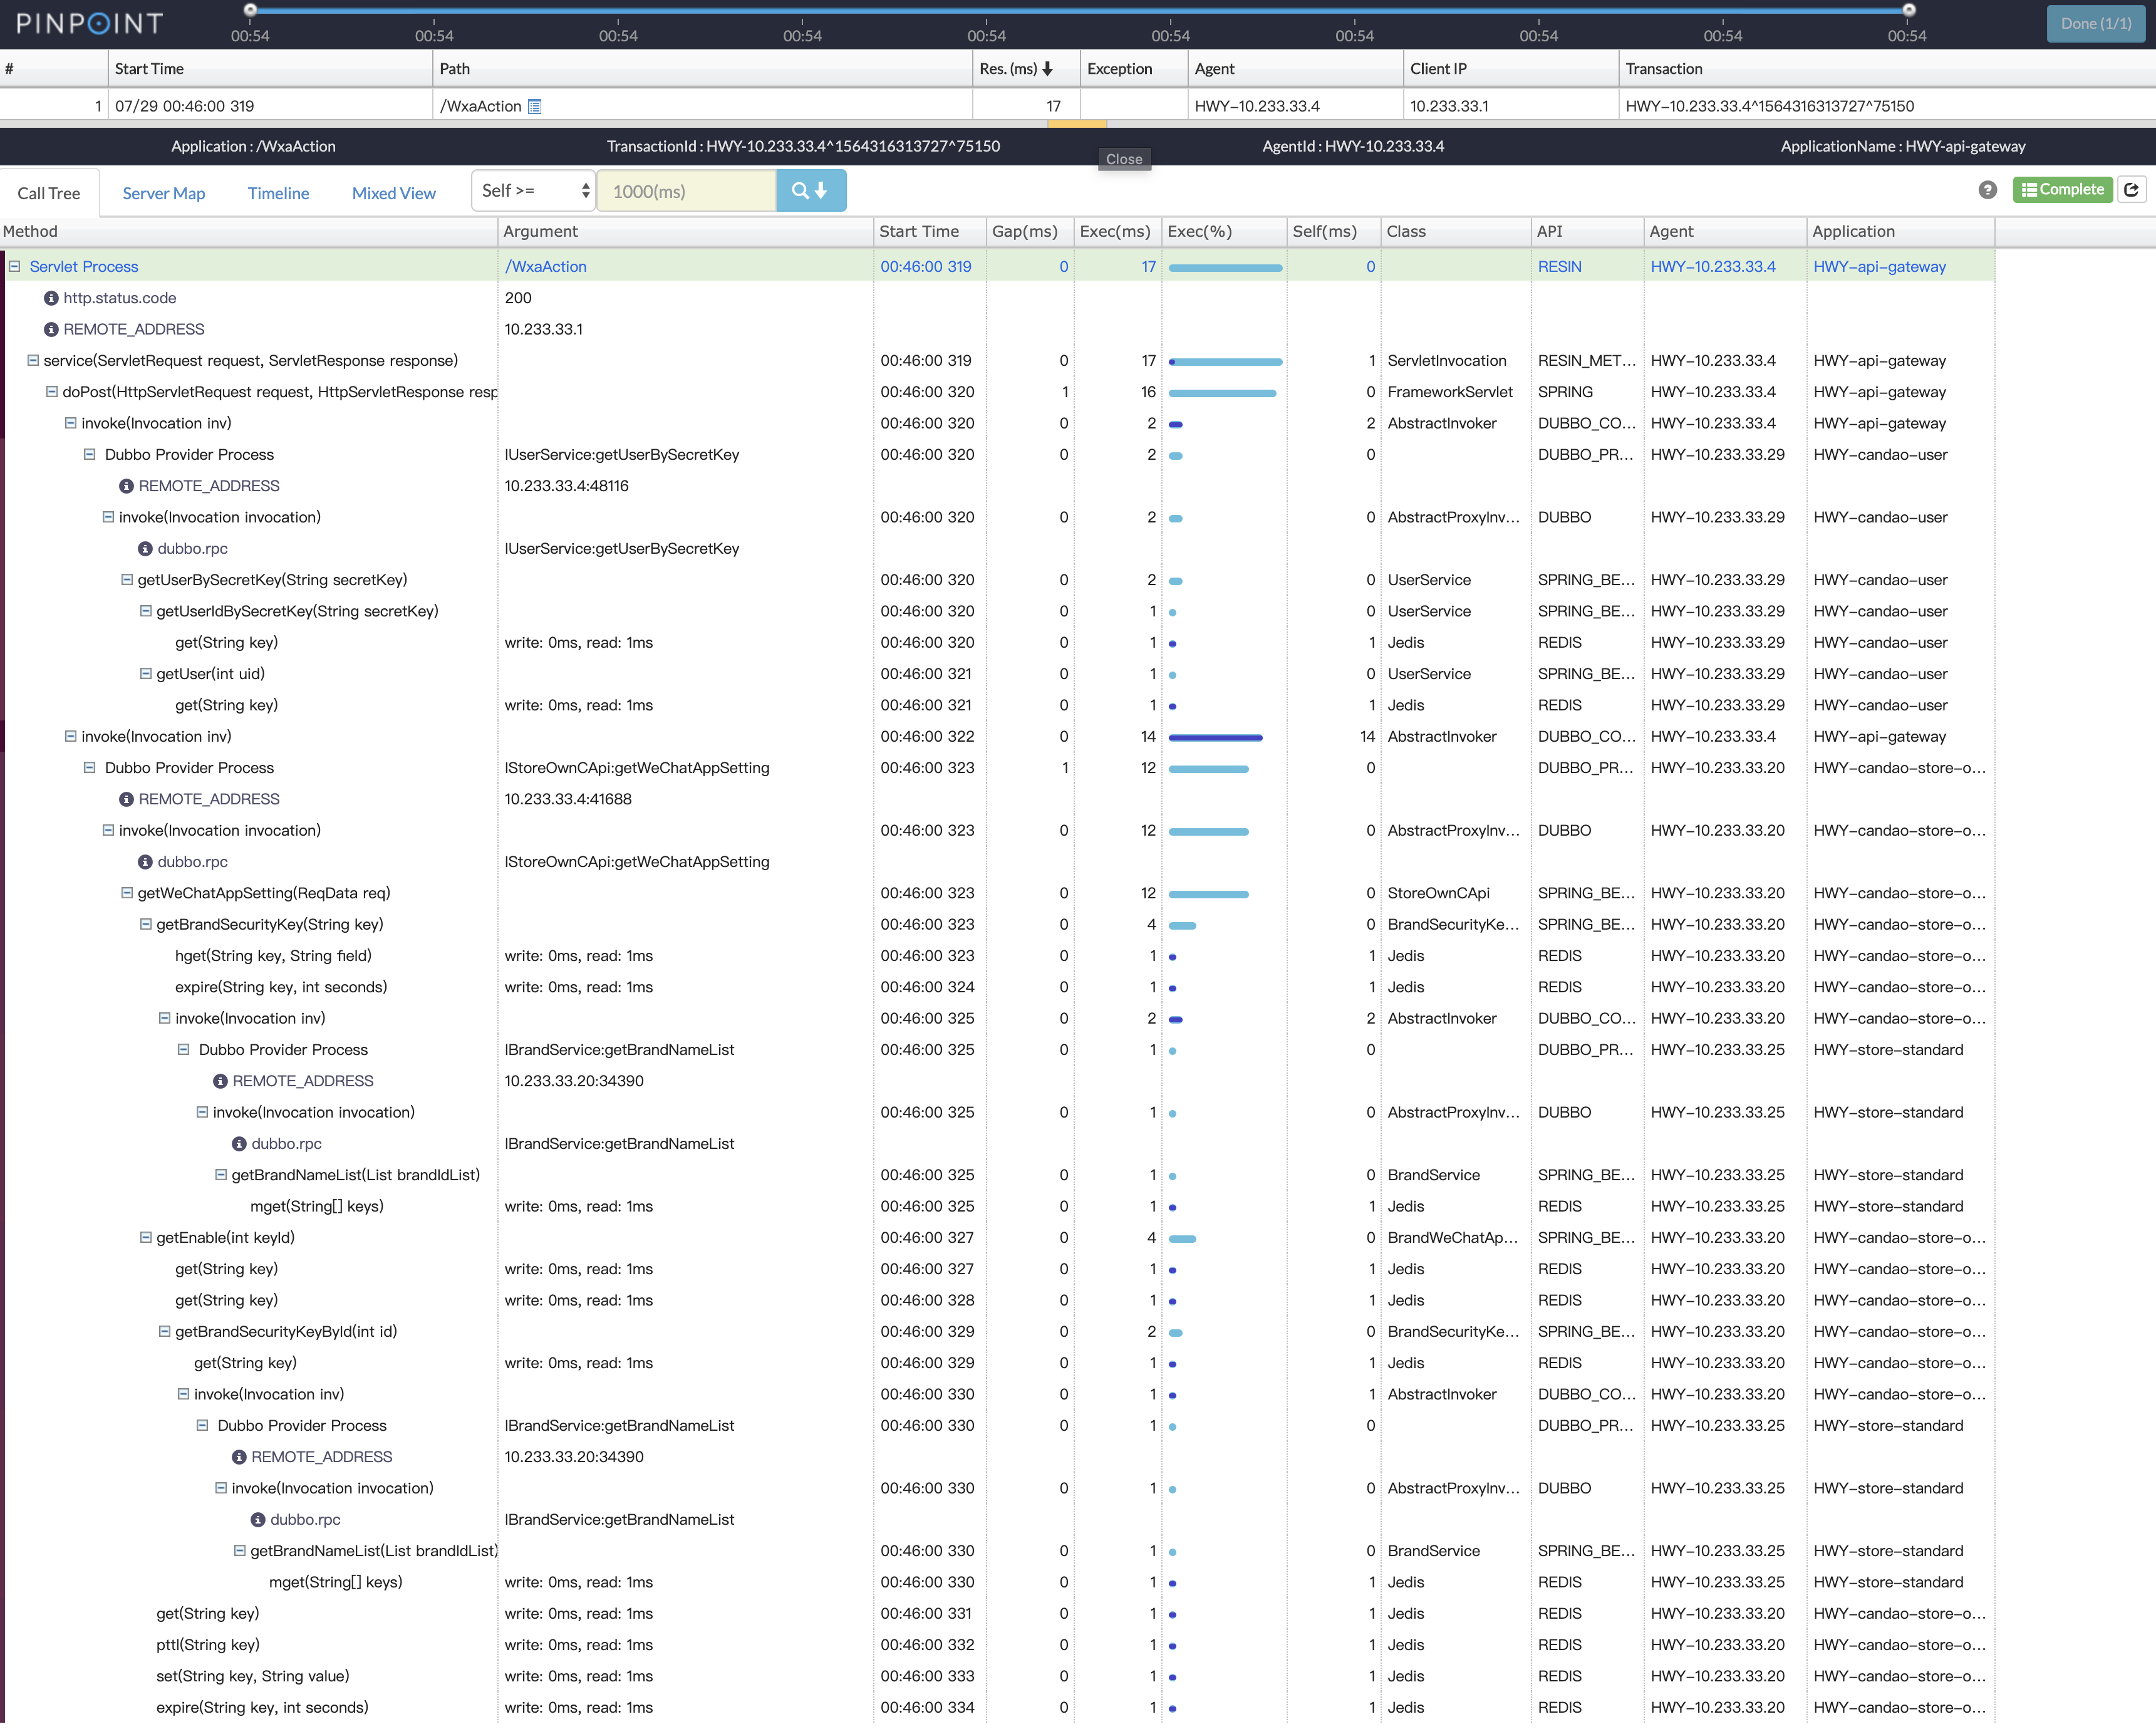 PINPOINT
00:54 00:54 00:54 00:54 00:54 00:54 00:54 00:54 00:54 00:54
Done (1/1)
# Start Time Path Res. (ms) Exception Agent Client IP Transaction
1 07/29 00:46:00 319 /WxaAction 17 HWY-10.233.33.4 10.233.33.1 HWY-10.233.33.4^1564316313727^75150
Application : /WxaAction TransactionId : HWY-10.233.33.4^1564316313727^75150 AgentId : HWY-10.233.33.4 ApplicationName : HWY-api-gateway
Close
Call Tree Server Map Timeline Mixed View Self >= 1000(ms) Complete
Method Argument Start Time Gap(ms) Exec(ms) Exec(%) Self(ms) Class API Agent Application
Servlet Process /WxaAction 00:46:00 319 0 17 0 RESIN HWY-10.233.33.4 HWY-api-gateway
http.status.code 200
REMOTE_ADDRESS 10.233.33.1
service(ServletRequest request, ServletResponse response) 00:46:00 319 0 17 1 ServletInvocation RESIN_MET... HWY-10.233.33.4 HWY-api-gateway
doPost(HttpServletRequest request, HttpServletResponse resp 00:46:00 320 1 16 0 FrameworkServlet SPRING HWY-10.233.33.4 HWY-api-gateway
invoke(Invocation inv) 00:46:00 320 0 2 2 AbstractInvoker DUBBO_CO... HWY-10.233.33.4 HWY-api-gateway
Dubbo Provider Process IUserService:getUserBySecretKey 00:46:00 320 0 2 0 DUBBO_PR... HWY-10.233.33.29 HWY-candao-user
REMOTE_ADDRESS 10.233.33.4:48116
invoke(Invocation invocation) 00:46:00 320 0 2 0 AbstractProxyInv... DUBBO HWY-10.233.33.29 HWY-candao-user
dubbo.rpc IUserService:getUserBySecretKey
getUserBySecretKey(String secretKey) 00:46:00 320 0 2 0 UserService SPRING_BE... HWY-10.233.33.29 HWY-candao-user
getUserIdBySecretKey(String secretKey) 00:46:00 320 0 1 0 UserService SPRING_BE... HWY-10.233.33.29 HWY-candao-user
get(String key) write: 0ms, read: 1ms 00:46:00 320 0 1 1 Jedis REDIS HWY-10.233.33.29 HWY-candao-user
getUser(int uid) 00:46:00 321 0 1 0 UserService SPRING_BE... HWY-10.233.33.29 HWY-candao-user
get(String key) write: 0ms, read: 1ms 00:46:00 321 0 1 1 Jedis REDIS HWY-10.233.33.29 HWY-candao-user
invoke(Invocation inv) 00:46:00 322 0 14 14 AbstractInvoker DUBBO_CO... HWY-10.233.33.4 HWY-api-gateway
Dubbo Provider Process IStoreOwnCApi:getWeChatAppSetting 00:46:00 323 1 12 0 DUBBO_PR... HWY-10.233.33.20 HWY-candao-store-o...
REMOTE_ADDRESS 10.233.33.4:41688
invoke(Invocation invocation) 00:46:00 323 0 12 0 AbstractProxyInv... DUBBO HWY-10.233.33.20 HWY-candao-store-o...
dubbo.rpc IStoreOwnCApi:getWeChatAppSetting
getWeChatAppSetting(ReqData req) 00:46:00 323 0 12 0 StoreOwnCApi SPRING_BE... HWY-10.233.33.20 HWY-candao-store-o...
getBrandSecurityKey(String key) 00:46:00 323 0 4 0 BrandSecurityKe... SPRING_BE... HWY-10.233.33.20 HWY-candao-store-o...
hget(String key, String field) write: 0ms, read: 1ms 00:46:00 323 0 1 1 Jedis REDIS HWY-10.233.33.20 HWY-candao-store-o...
expire(String key, int seconds) write: 0ms, read: 1ms 00:46:00 324 0 1 1 Jedis REDIS HWY-10.233.33.20 HWY-candao-store-o...
invoke(Invocation inv) 00:46:00 325 0 2 2 AbstractInvoker DUBBO_CO... HWY-10.233.33.20 HWY-candao-store-o...
Dubbo Provider Process IBrandService:getBrandNameList 00:46:00 325 0 1 0 DUBBO_PR... HWY-10.233.33.25 HWY-store-standard
REMOTE_ADDRESS 10.233.33.20:34390
invoke(Invocation invocation) 00:46:00 325 0 1 0 AbstractProxyInv... DUBBO HWY-10.233.33.25 HWY-store-standard
dubbo.rpc IBrandService:getBrandNameList
getBrandNameList(List brandIdList) 00:46:00 325 0 1 0 BrandService SPRING_BE... HWY-10.233.33.25 HWY-store-standard
mget(String[] keys) write: 0ms, read: 1ms 00:46:00 325 0 1 1 Jedis REDIS HWY-10.233.33.25 HWY-store-standard
getEnable(int keyId) 00:46:00 327 0 4 0 BrandWeChatAp... SPRING_BE... HWY-10.233.33.20 HWY-candao-store-o...
get(String key) write: 0ms, read: 1ms 00:46:00 327 0 1 1 Jedis REDIS HWY-10.233.33.20 HWY-candao-store-o...
get(String key) write: 0ms, read: 1ms 00:46:00 328 0 1 1 Jedis REDIS HWY-10.233.33.20 HWY-candao-store-o...
getBrandSecurityKeyById(int id) 00:46:00 329 0 2 0 BrandSecurityKe... SPRING_BE... HWY-10.233.33.20 HWY-candao-store-o...
get(String key) write: 0ms, read: 1ms 00:46:00 329 0 1 1 Jedis REDIS HWY-10.233.33.20 HWY-candao-store-o...
invoke(Invocation inv) 00:46:00 330 0 1 1 AbstractInvoker DUBBO_CO... HWY-10.233.33.20 HWY-candao-store-o...
Dubbo Provider Process IBrandService:getBrandNameList 00:46:00 330 0 1 0 DUBBO_PR... HWY-10.233.33.25 HWY-store-standard
REMOTE_ADDRESS 10.233.33.20:34390
invoke(Invocation invocation) 00:46:00 330 0 1 0 AbstractProxyInv... DUBBO HWY-10.233.33.25 HWY-store-standard
dubbo.rpc IBrandService:getBrandNameList
getBrandNameList(List brandIdList) 00:46:00 330 0 1 0 BrandService SPRING_BE... HWY-10.233.33.25 HWY-store-standard
mget(String[] keys) write: 0ms, read: 1ms 00:46:00 330 0 1 1 Jedis REDIS HWY-10.233.33.25 HWY-store-standard
get(String key) write: 0ms, read: 1ms 00:46:00 331 0 1 1 Jedis REDIS HWY-10.233.33.20 HWY-candao-store-o...
pttl(String key) write: 0ms, read: 1ms 00:46:00 332 0 1 1 Jedis REDIS HWY-10.233.33.20 HWY-candao-store-o...
set(String key, String value) write: 0ms, read: 1ms 00:46:00 333 0 1 1 Jedis REDIS HWY-10.233.33.20 HWY-candao-store-o...
expire(String key, int seconds) write: 0ms, read: 1ms 00:46:00 334 0 1 1 Jedis REDIS HWY-10.233.33.20 HWY-candao-store-o...